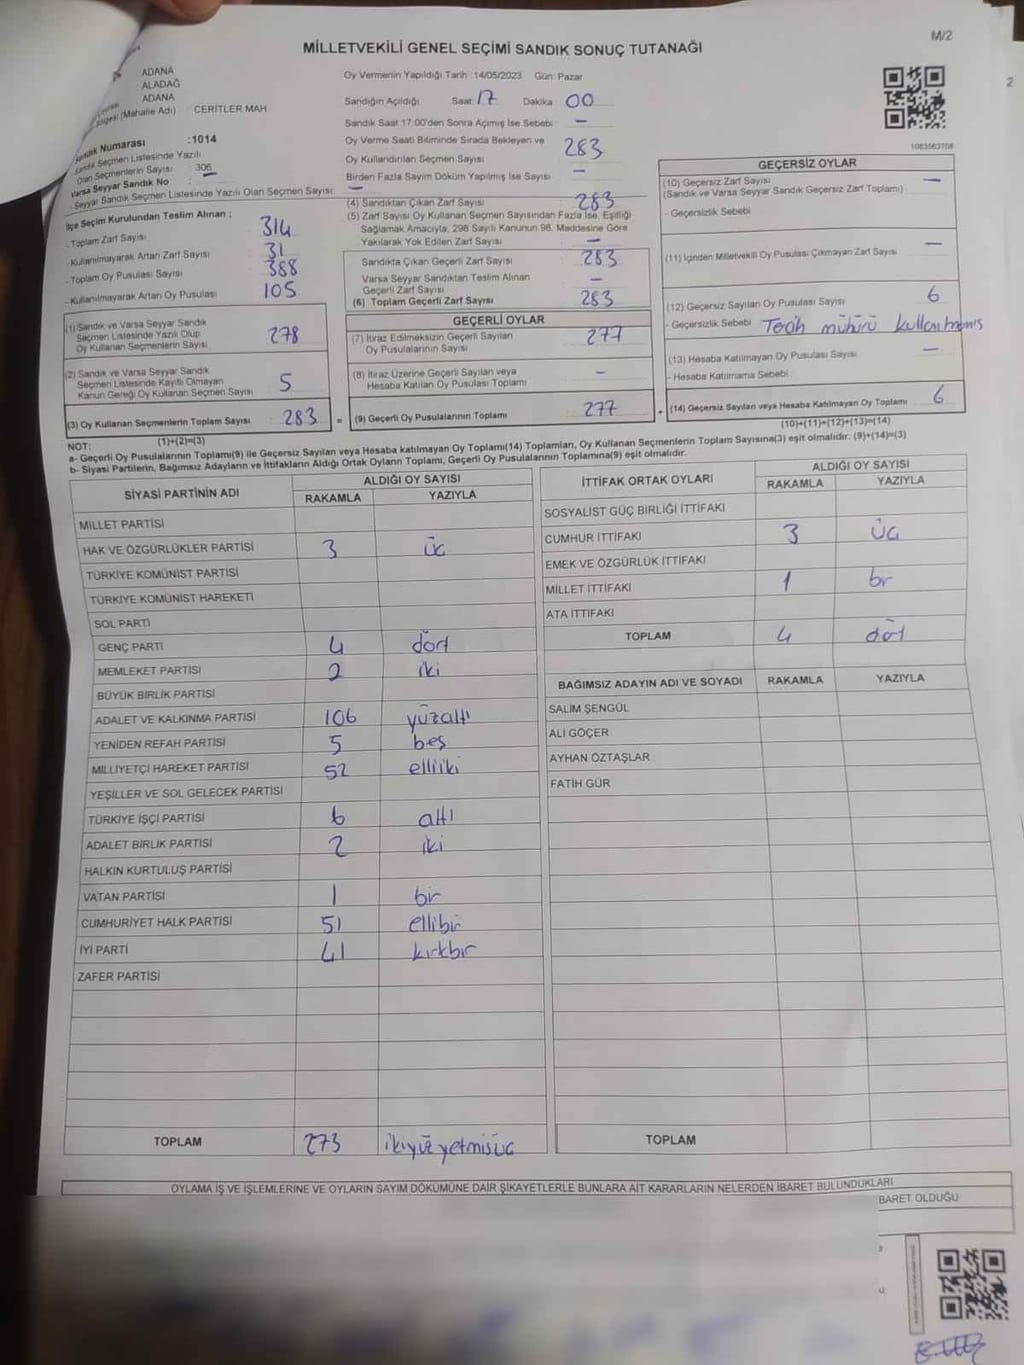 M/2
MİLLETVEKİLİ GENEL SEÇİMİ SANDIK SONUÇ TUTANAĞI
ADANA
ALADAĞ
ADANA
(Mahalle Adı) CERİTLER MAH.
Sandık Numarası :1014
Sandık Seçmen Listesinde Yazılı
Olan Seçmenlerin Sayısı 306
Varsa Seyyar Sandık No :
Seyyar Sandık Seçmen Listesinde Yazılı Olan Seçmen Sayısı: —
Oy Vermenin Yapıldığı Tarih :14/05/2023 Gün: Pazar
Sandığın Açıldığı Saat: 17 Dakika 00
Sandık Saat 17:00'den Sonra Açımış İse Sebebi : —
Oy Verme Saati Bitiminde Sırada Bekleyen ve
Oy Kullandırılan Seçmen Sayısı 283
Birden Fazla Sayım Döküm Yapılmış İse Sayısı : —
1083563708
İlçe Seçim Kurulundan Teslim Alınan ;
- Toplam Zarf Sayısı : 314
- Kullanılmayarak Artan Zarf Sayısı : 31
- Toplam Oy Pusulası Sayısı : 388
- Kullanılmayarak Artan Oy Pusulası : 105
(4) Sandıktan Çıkan Zarf Sayısı : 283
(5) Zarf Sayısı Oy Kullanan Seçmen Sayısından Fazla İse, Eşitliği
Sağlamak Amacıyla, 298 Sayılı Kanunun 98. Maddesine Göre
Yakılarak Yok Edilen Zarf Sayısı : —
Sandıkta Çıkan Geçerli Zarf Sayısı : 283
Varsa Seyyar Sandıktan Teslim Alınan
Geçerli Zarf Sayısı : —
(6) Toplam Geçerli Zarf Sayısı : 283
(1) Sandık ve Varsa Seyyar Sandık
Seçmen Listesinde Yazılı Olup
Oy Kullanan Seçmenlerin Sayısı : 278
(2) Sandık ve Varsa Seyyar Sandık
Seçmen Listesinde Kayıtlı Olmayan
Kanun Gereği Oy Kullanan Seçmen Sayısı : 5
(3) Oy Kullanan Seçmenlerin Toplam Sayısı : 283
(1)+(2)=(3)
GEÇERLİ OYLAR
(7) İtiraz Edilmeksizin Geçerli Sayılan
Oy Pusulalarının Sayısı : 277
(8) İtiraz Üzerine Geçerli Sayılan veya
Hesaba Katılan Oy Pusulası Toplamı : —
= (9) Geçerli Oy Pusulalarının Toplamı : 277
GEÇERSİZ OYLAR
(10) Geçersiz Zarf Sayısı : —
(Sandık ve Varsa Seyyar Sandık Geçersiz Zarf Toplamı)
- Geçersizlik Sebebi :
(11) İçinden Milletvekili Oy Pusulası Çıkmayan Zarf Sayısı : —
(12) Geçersiz Sayılan Oy Pusulası Sayısı : 6
- Geçersizlik Sebebi : Tecih mühürü kullanılmamış
(13) Hesaba Katılmayan Oy Pusulası Sayısı : —
- Hesaba Katılmama Sebebi :
+ (14) Geçersiz Sayılan veya Hesaba Katılmayan Oy Toplamı : 6
(10)+(11)+(12)+(13)=(14)
NOT:
a- Geçerli Oy Pusulalarının Toplamı(9) ile Geçersiz Sayılan veya Hesaba katılmayan Oy Toplamı(14) Toplamları, Oy Kullanan Seçmenlerin Toplam Sayısına(3) eşit olmalıdır. (9)+(14)=(3)
b- Siyasi Partilerin, Bağımsız Adayların ve İttifakların Aldığı Ortak Oyların Toplamı, Geçerli Oy Pusulalarının Toplamına(9) eşit olmalıdır.
SİYASİ PARTİNİN ADI ALDIĞI OY SAYISI
RAKAMLA YAZIYLA
MİLLET PARTİSİ
HAK VE ÖZGÜRLÜKLER PARTİSİ 3 üç
TÜRKİYE KOMÜNİST PARTİSİ
TÜRKİYE KOMÜNİST HAREKETİ
SOL PARTİ
GENÇ PARTİ 4 dört
MEMLEKET PARTİSİ 2 iki
BÜYÜK BİRLİK PARTİSİ
ADALET VE KALKINMA PARTİSİ 106 yüzaltı
YENİDEN REFAH PARTİSİ 5 beş
MİLLİYETÇİ HAREKET PARTİSİ 52 elliiki
YEŞİLLER VE SOL GELECEK PARTİSİ
TÜRKİYE İŞÇİ PARTİSİ 6 altı
ADALET BİRLİK PARTİSİ 2 iki
HALKIN KURTULUŞ PARTİSİ
VATAN PARTİSİ 1 bir
CUMHURİYET HALK PARTİSİ 51 ellibir
İYİ PARTİ 41 kırkbir
ZAFER PARTİSİ
TOPLAM 273 ikiyüzyetmişüç
İTTİFAK ORTAK OYLARI ALDIĞI OY SAYISI
RAKAMLA YAZIYLA
SOSYALİST GÜÇ BİRLİĞİ İTTİFAKI
CUMHUR İTTİFAKI 3 üç
EMEK VE ÖZGÜRLÜK İTTİFAKI
MİLLET İTTİFAKI 1 bir
ATA İTTİFAKI
TOPLAM 4 dört
BAĞIMSIZ ADAYIN ADI VE SOYADI RAKAMLA YAZIYLA
SALİM ŞENGÜL
ALİ GÖÇER
AYHAN ÖZTAŞLAR
FATİH GÜR
TOPLAM
OYLAMA İŞ VE İŞLEMLERİNE VE OYLARIN SAYIM DÖKÜMÜNE DAİR ŞİKAYETLERLE BUNLARA AİT KARARLARIN NELERDEN İBARET BULUNDUKLARI
BARET OLDUĞU